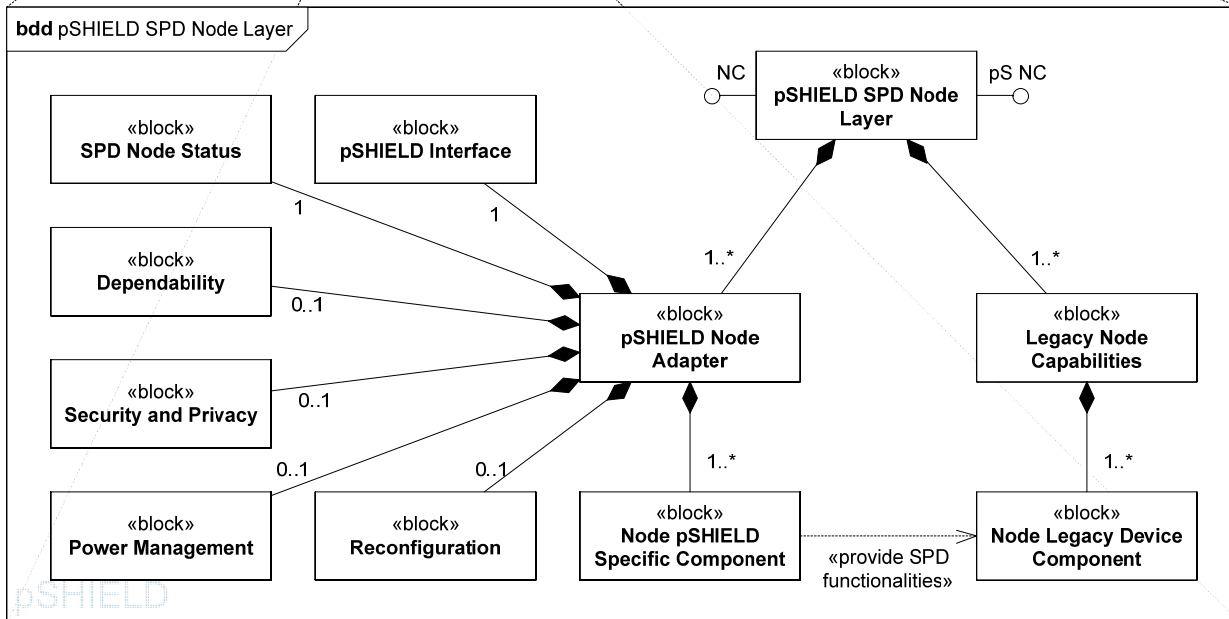 bdd pSHIELD SPD Node Layer
NC
«block»
pSHIELD SPD Node
Layer
pS NC
«block»
SPD Node Status
«block»
pSHIELD Interface
1
1
«block»
Dependability
0..1
1..*
1..*
«block»
pSHIELD Node
Adapter
«block»
Legacy Node
Capabilities
«block»
Security and Privacy
0..1
0..1
0..1
1..*
1..*
«block»
Power Management
«block»
Reconfiguration
«block»
Node pSHIELD
Specific Component
«block»
Node Legacy Device
Component
«provide SPD
functionalities»
pSHIELD